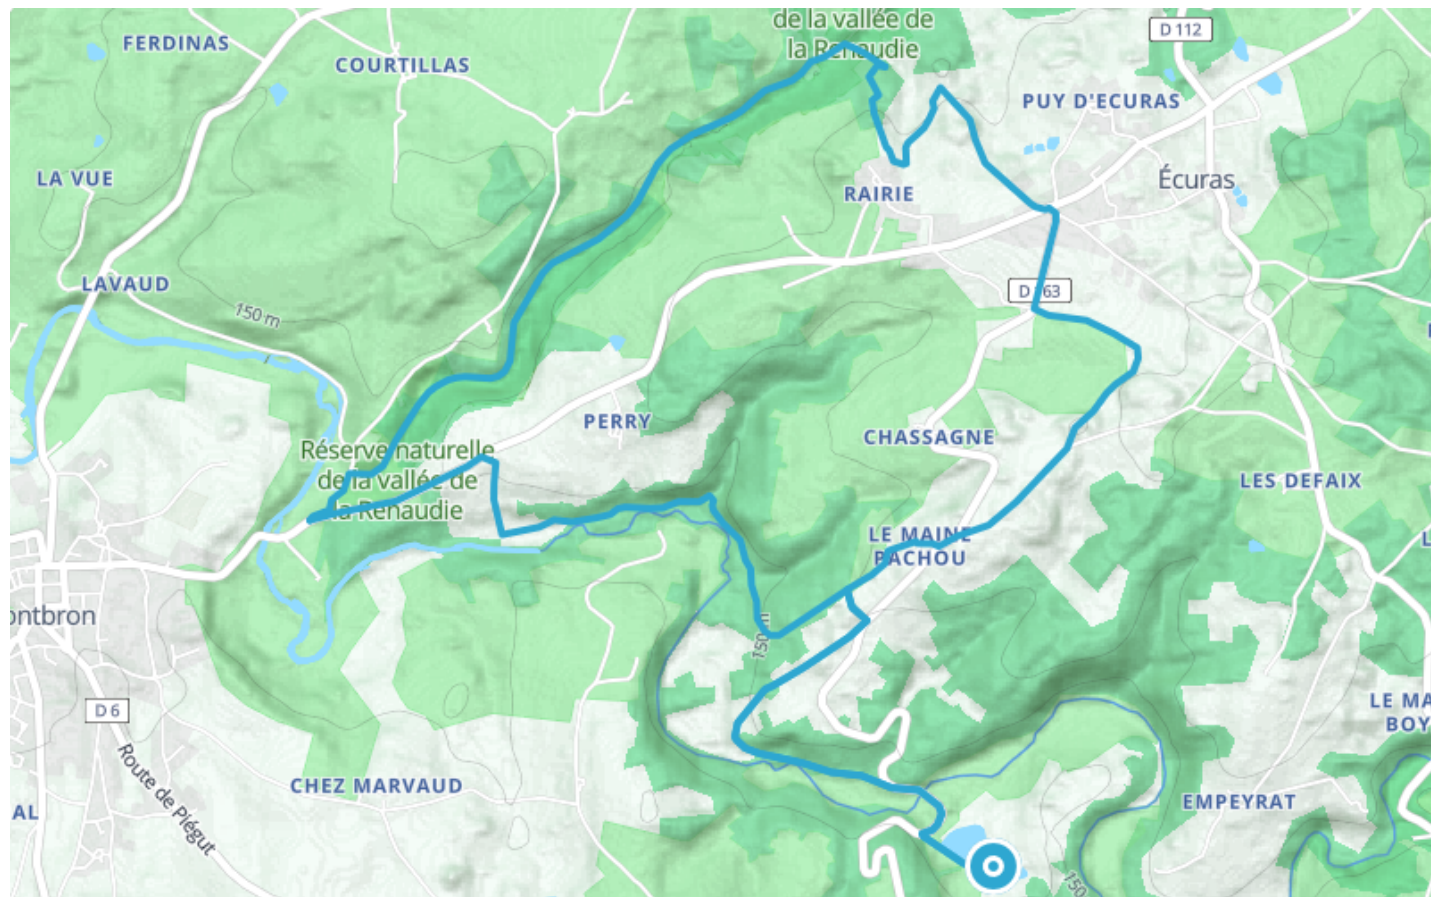 de la vallée de
la Renaudie
D 112
FERDINAS
COURTILLAS
PUY D'ECURAS
LA VUE
Écuras
RAIRIE
LAVAUD
D 63
150 m
PERRY
CHASSAGNE
Réserve naturelle
de la vallée de
la Renaudie
LES DEFAIX
LE MAINE
PACHOU
ontbron
150 m
LE MA
BOY
D 6
Route de Piégut
CHEZ MARVAUD
EMPEYRAT
AL
150